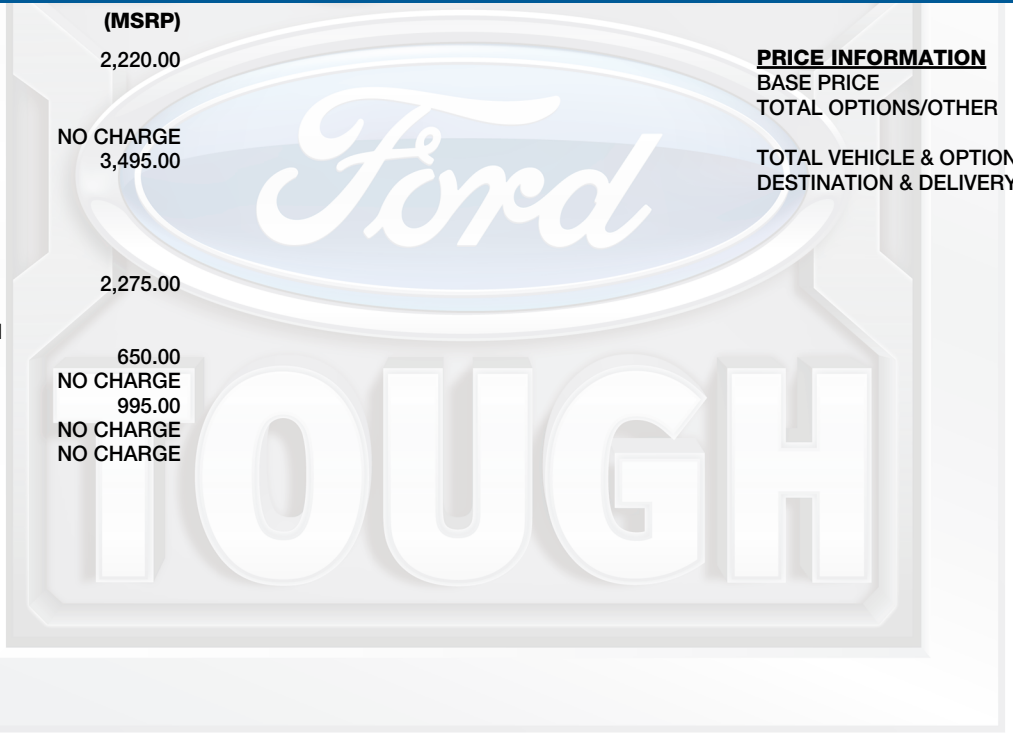 (MSRP)
2,220.00
NO CHARGE
3,495.00
2,275.00
650.00
NO CHARGE
995.00
NO CHARGE
NO CHARGE
PRICE INFORMATION
BASE PRICE
TOTAL OPTIONS/OTHER
TOTAL VEHICLE & OPTION
DESTINATION & DELIVERY
Ford
TOUGH